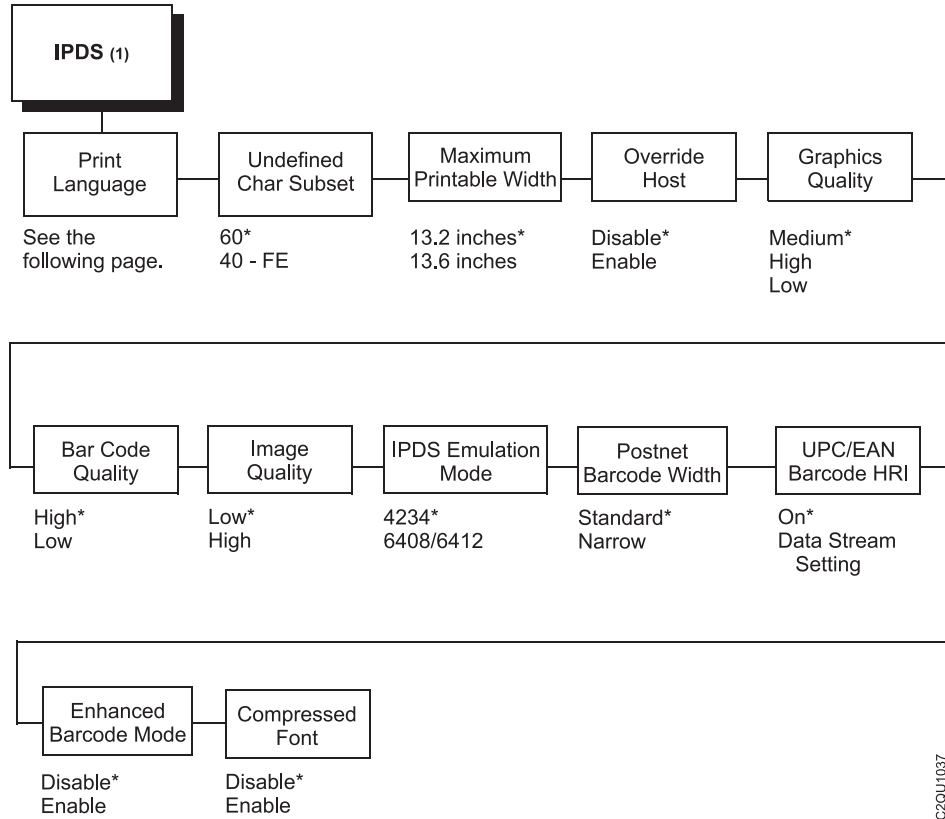 IPDS (1)
Print
Language
See the
following page.
Undefined
Char Subset
60*
40 - FE
Maximum
Printable Width
13.2 inches*
13.6 inches
Override
Host
Disable*
Enable
Graphics
Quality
Medium*
High
Low
Bar Code
Quality
High*
Low
Image
Quality
Low*
High
IPDS Emulation
Mode
4234*
6408/6412
Postnet
Barcode Width
Standard*
Narrow
UPC/EAN
Barcode HRI
On*
Data Stream
Setting
Enhanced
Barcode Mode
Disable*
Enable
Compressed
Font
Disable*
Enable
C2QU1037